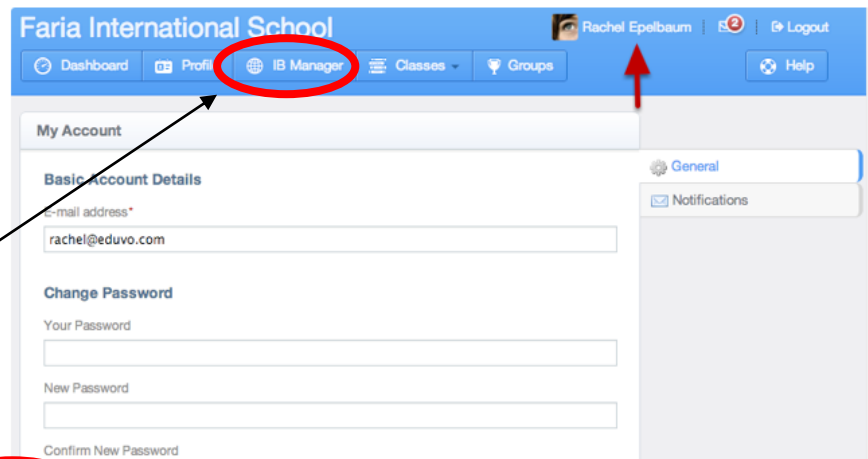 Faria International School
Rachel Epelbaum | 2 | Logout
Dashboard Profile IB Manager Classes Groups Help
My Account
General
Basic Account Details
Notifications
E-mail address*
rachel@eduvo.com
Change Password
Your Password
New Password
Confirm New Password